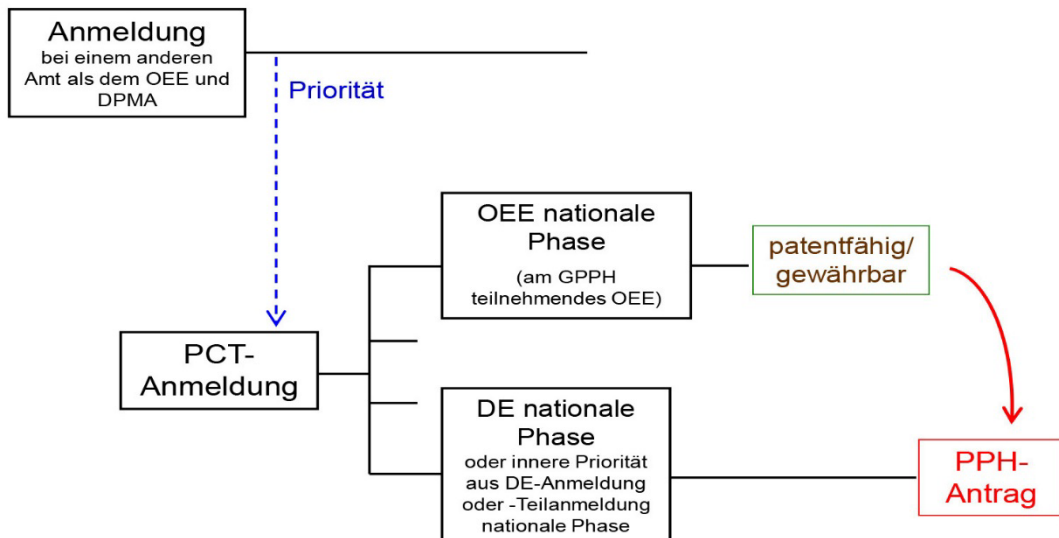 Anmeldung
bei einem anderen
Amt als dem OEE und
DPMA
Priorität
OEE nationale
Phase
(am GPPH
teilnehmendes OEE)
patentfähig/
gewährbar
PCT-
Anmeldung
DE nationale
Phase
oder innere Priorität
aus DE-Anmeldung
oder -Teilanmeldung
nationale Phase
PPH-
Antrag